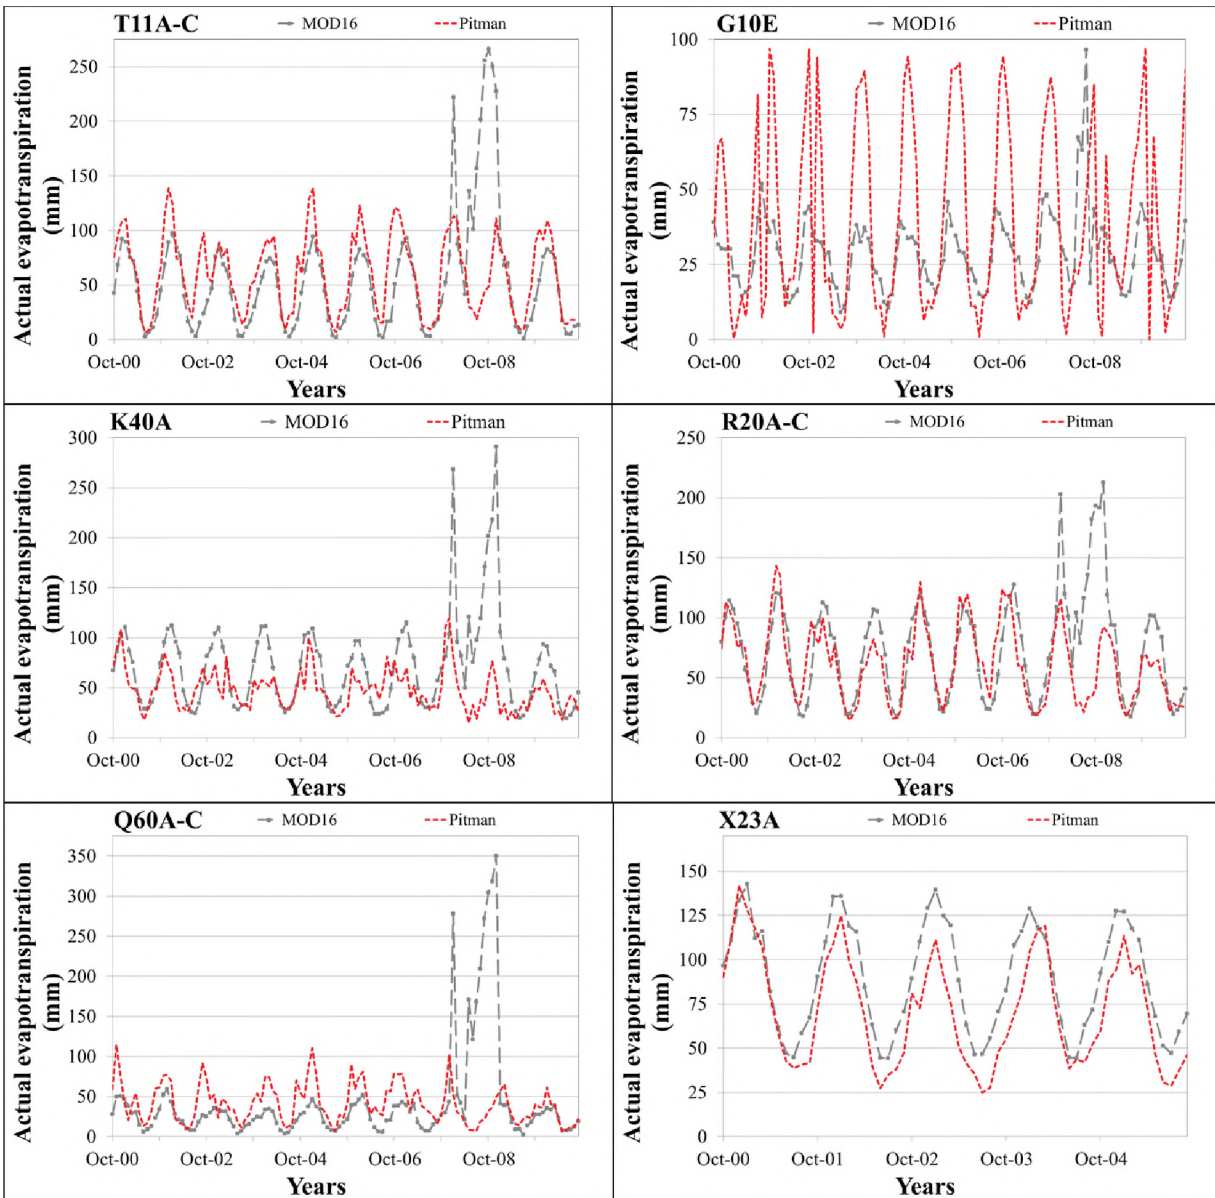 T11A-C
MOD16
Pitman
Actual evapotranspiration
(mm)
250
200
150
100
50
0
Oct-00
Oct-02
Oct-04
Oct-06
Oct-08
Years
G10E
MOD16
Pitman
Actual evapotranspiration
(mm)
100
75
50
25
0
Oct-00
Oct-02
Oct-04
Oct-06
Oct-08
Years
K40A
MOD16
Pitman
Actual evapotranspiration
(mm)
300
250
200
150
100
50
0
Oct-00
Oct-02
Oct-04
Oct-06
Oct-08
Years
R20A-C
MOD16
Pitman
Actual evapotranspiration
(mm)
250
200
150
100
50
0
Oct-00
Oct-02
Oct-04
Oct-06
Oct-08
Years
Q60A-C
MOD16
Pitman
Actual evapotranspiration
(mm)
350
300
250
200
150
100
50
0
Oct-00
Oct-02
Oct-04
Oct-06
Oct-08
Years
X23A
MOD16
Pitman
Actual evapotranspiration
(mm)
150
125
100
75
50
25
0
Oct-00
Oct-01
Oct-02
Oct-03
Oct-04
Years